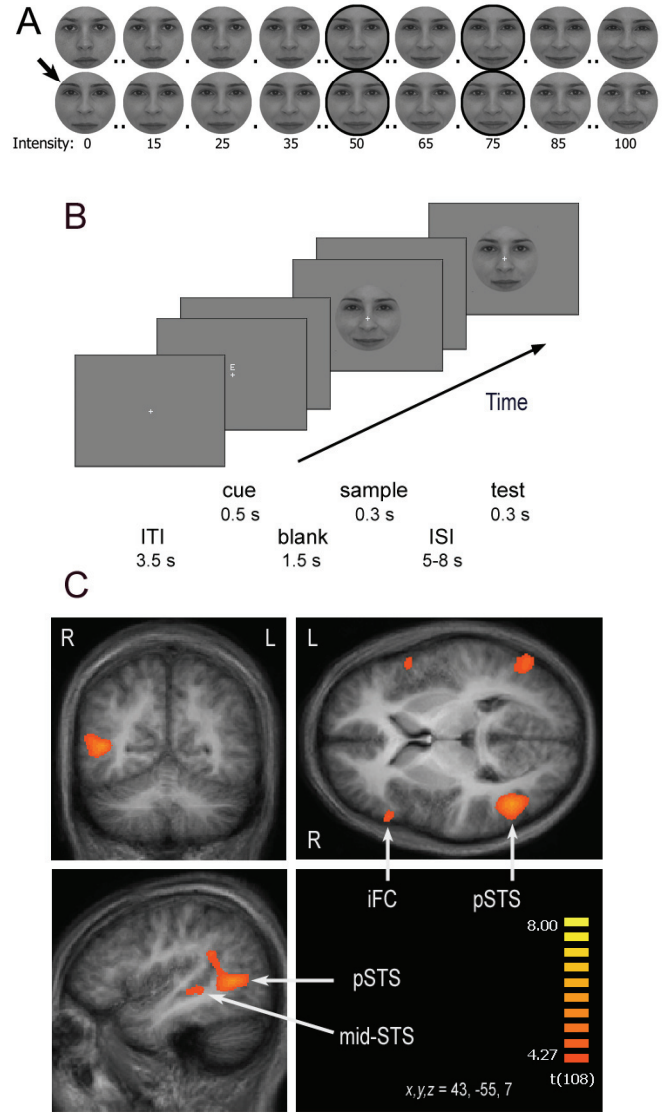 A
Intensity: 0 15 25 35 50 65 75 85 100
B
E
Time
cue sample test
0.5 s 0.3 s 0.3 s
ITI blank ISI
3.5 s 1.5 s 5-8 s
C
R L L
R
iFC pSTS
8.00
pSTS
mid-STS
4.27
t(108)
x,y,z = 43, -55, 7